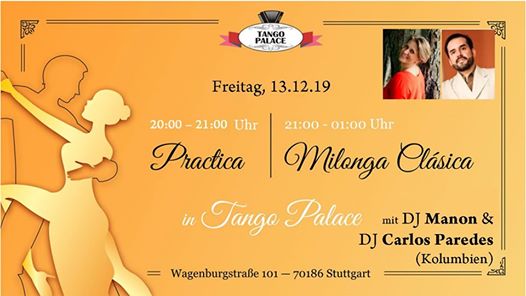 TANGO
PALACE
Freitag, 13.12.19
20:00 – 21:00 Uhr
Practica
21:00 - 01:00 Uhr
Milonga Clásica
in Tango Palace
mit DJ Manon &
DJ Carlos Paredes
(Kolumbien)
Wagenburgstraße 101 — 70186 Stuttgart